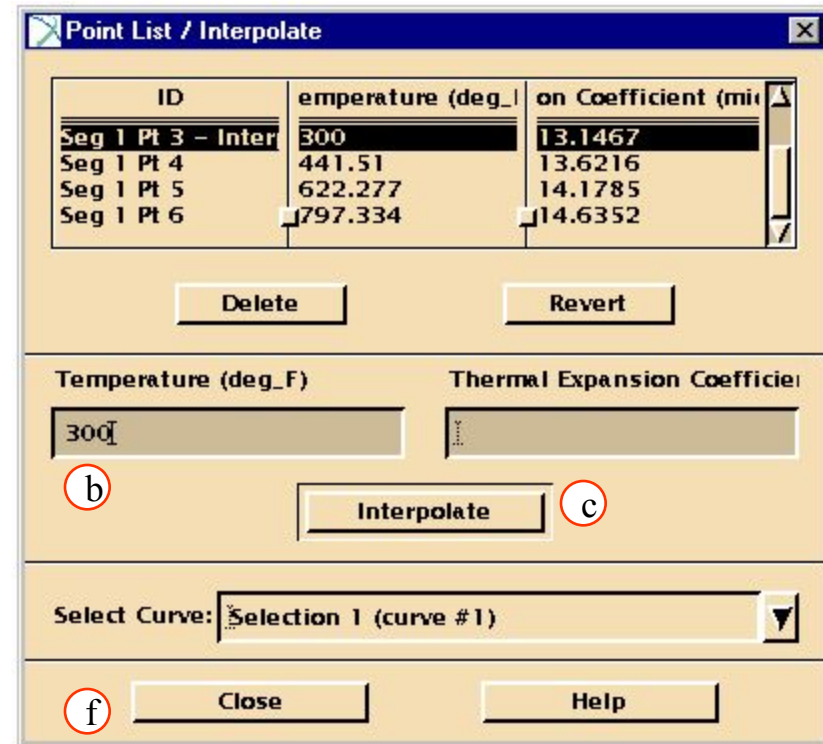 Point List / Interpolate
ID emperature (deg_ on Coefficient (mi
Seg 1 Pt 3 - Inter 300 13.1467
Seg 1 Pt 4 441.51 13.6216
Seg 1 Pt 5 622.277 14.1785
Seg 1 Pt 6 797.334 14.6352
Delete Revert
Temperature (deg_F) Thermal Expansion Coefficie
300
b
Interpolate c
Select Curve: Selection 1 (curve #1)
f Close Help